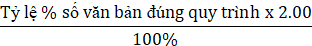 Tỷ lệ % số văn bản đúng quy trình x 2.00
100%